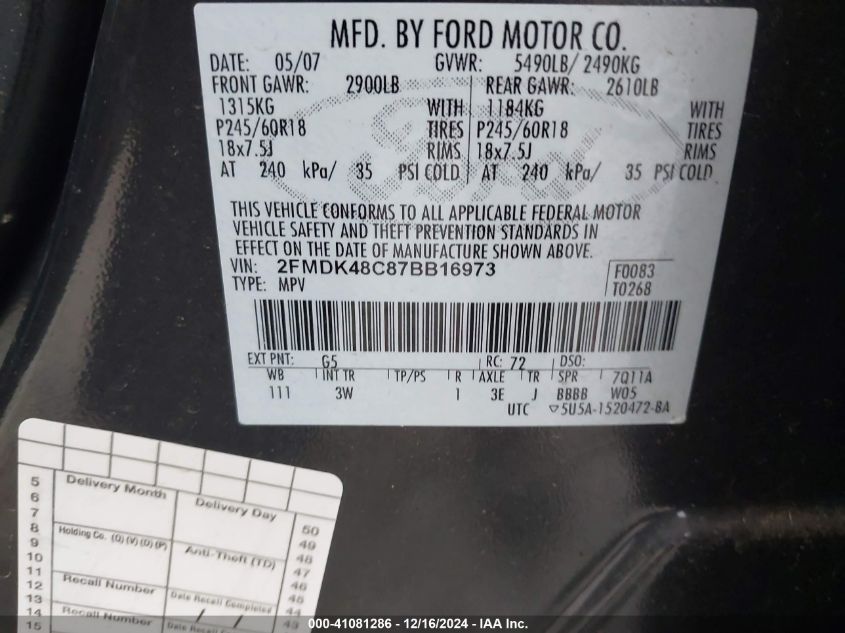 MFD. BY FORD MOTOR CO.
DATE: 05/07 GVWR: 5490LB/ 2490KG
FRONT GAWR: 2900LB REAR GAWR: 2610LB
1315KG WITH 1184KG WITH
P245/60R18 TIRES P245/60R18 TIRES
18x7.5J RIMS 18x7.5J RIMS
AT 240 kPa/ 35 PSI COLD AT 240 kPa/ 35 PSI COLD
THIS VEHICLE CONFORMS TO ALL APPLICABLE FEDERAL MOTOR
VEHICLE SAFETY AND THEFT PREVENTION STANDARDS IN
EFFECT ON THE DATE OF MANUFACTURE SHOWN ABOVE.
VIN: 2FMDK48C87BB16973 F0083
TYPE: MPV T0268
EXT PNT: G5 RC: 72 DSO:
WB INT TR TP/PS R AXLE TR SPR 7Q11A
111 3W 1 3E J BBBB W05
UTC 5U5A-1520472-BA
5 Delivery Month
6 Delivery Day
7
8 Holding Co. (Q) (V) (D) (P) 50
9 Anti-Theft (TD) 49
10 48
11 Recall Number 47
12 Date Recall Completed 46
13 / / 45
14 Recall Number 44
15 Date Recall Completed 43
000-41081286 - 12/16/2024 - IAA Inc.